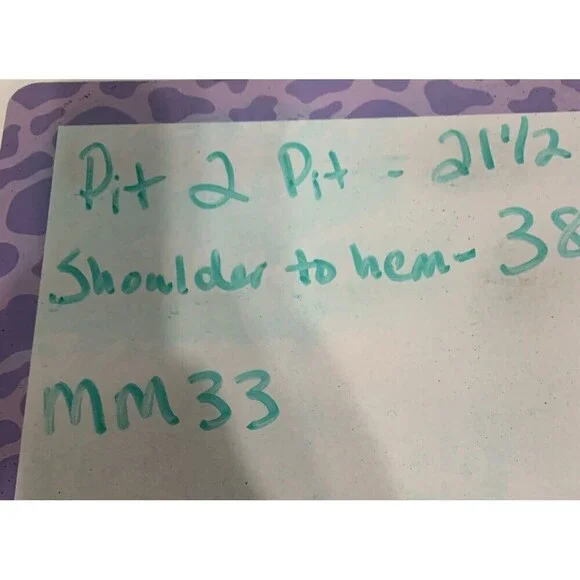 Pit 2 Pit - 21 1/2
Shoulder to hem - 38
MM33